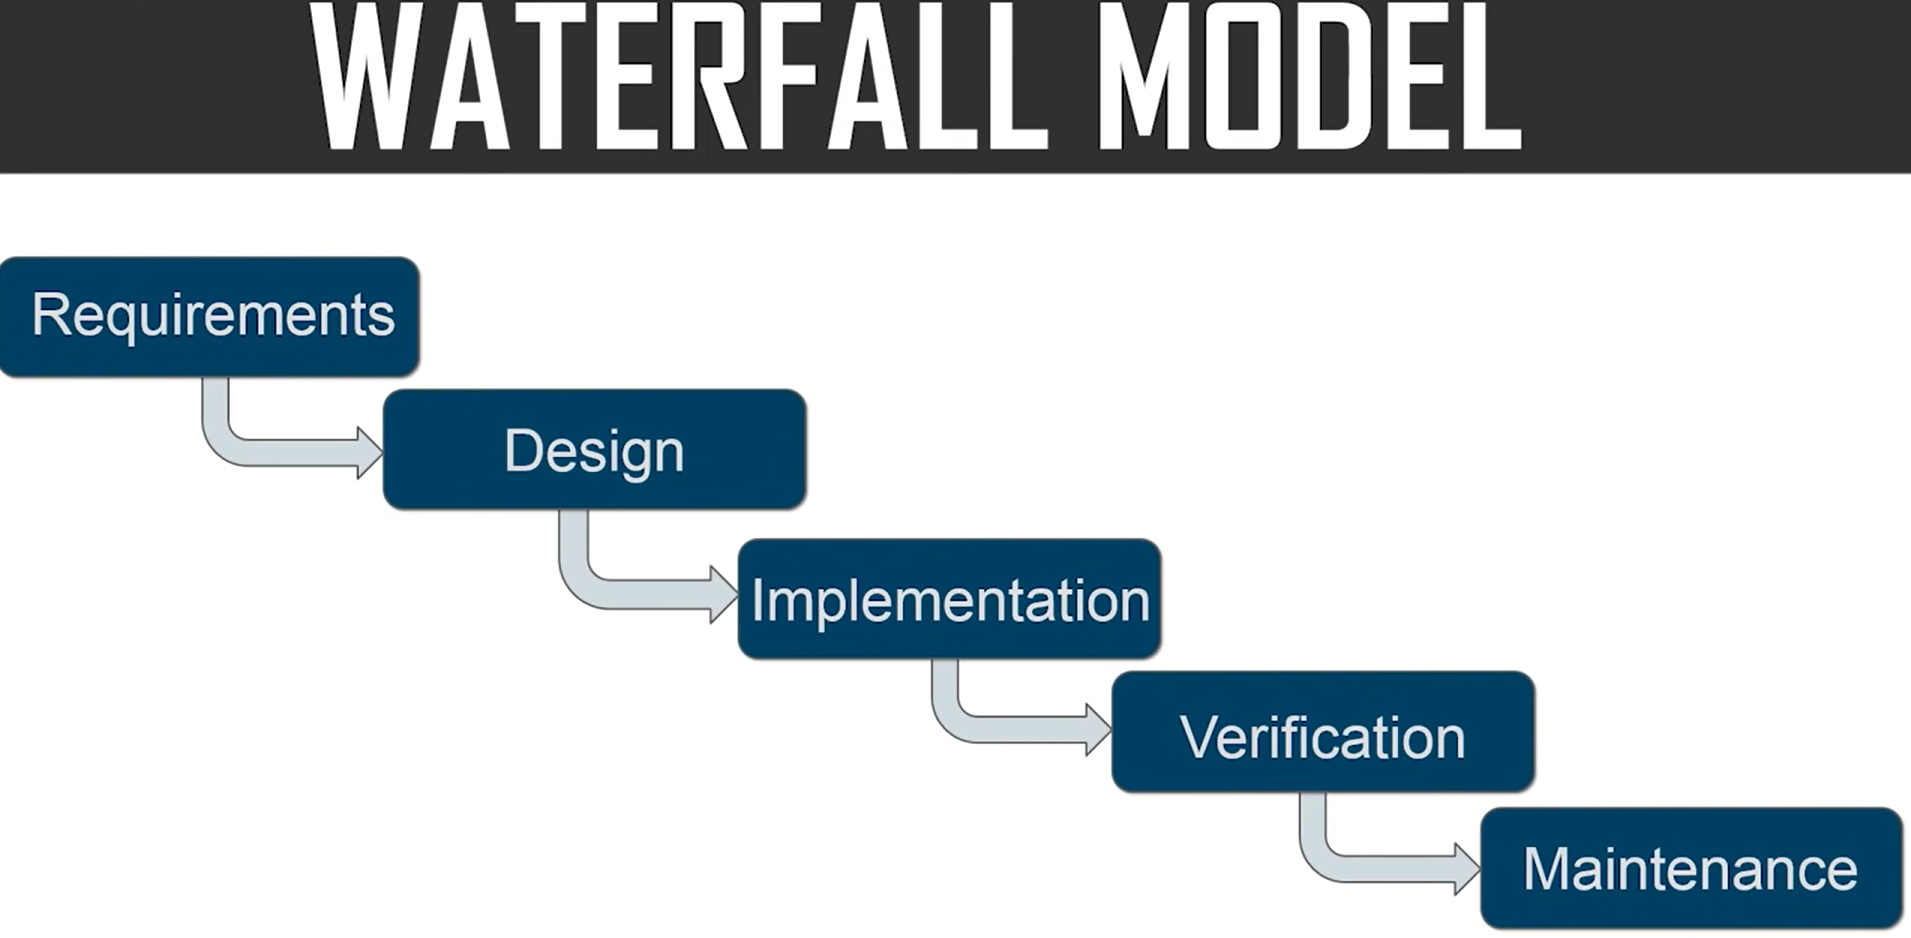 WATERFALL MODEL
Requirements
Design
Implementation
Verification
Maintenance